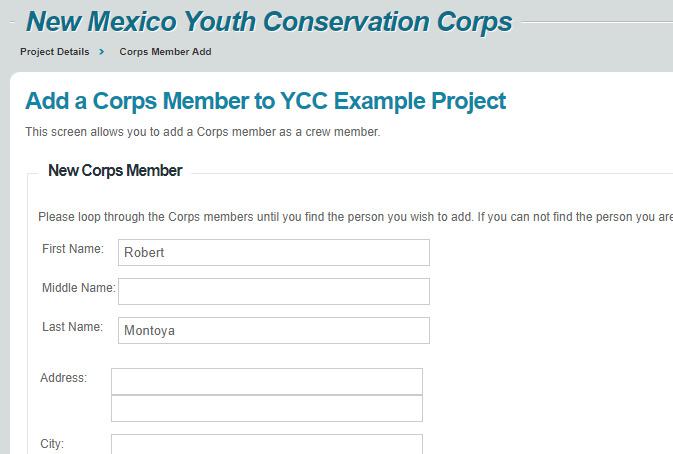 New Mexico Youth Conservation Corps
Project Details > Corps Member Add
Add a Corps Member to YCC Example Project
This screen allows you to add a Corps member as a crew member.
New Corps Member
Please loop through the Corps members until you find the person you wish to add. If you can not find the person you are
First Name: Robert
Middle Name:
Last Name: Montoya
Address:
City: